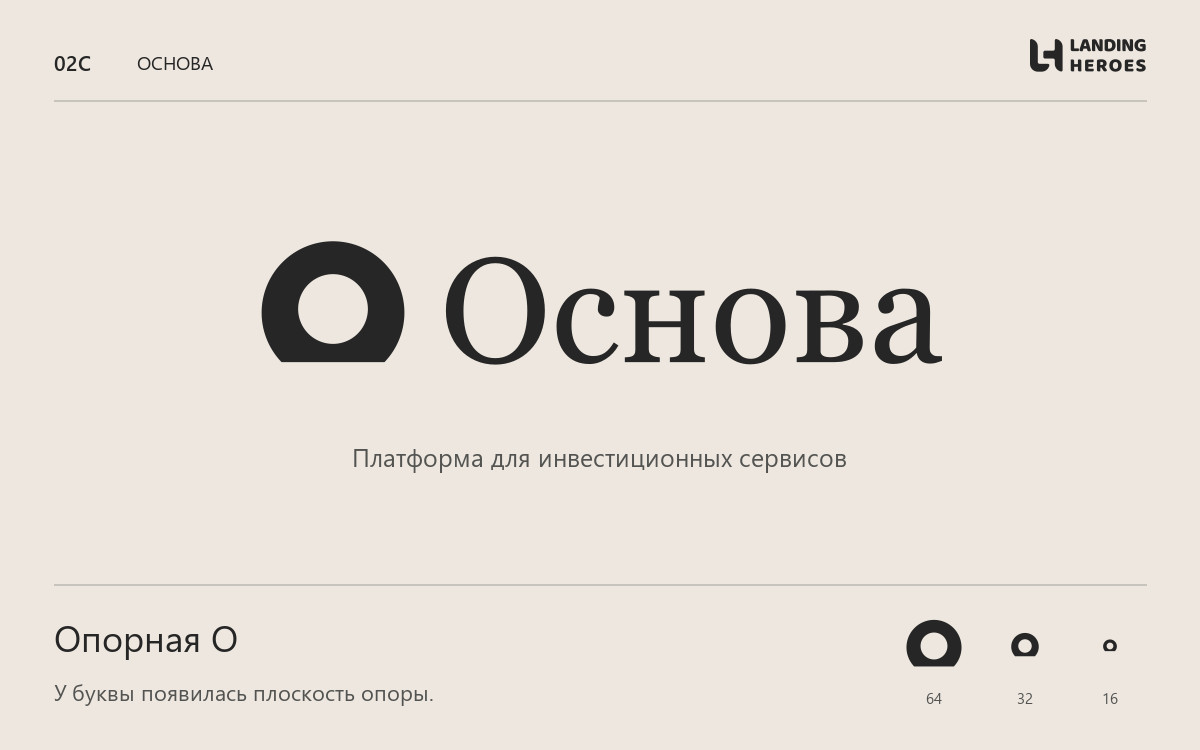 02C ОСНОВА
LANDING
HEROES
Основа
Платформа для инвестиционных сервисов
Опорная О
У буквы появилась плоскость опоры.
64 32 16